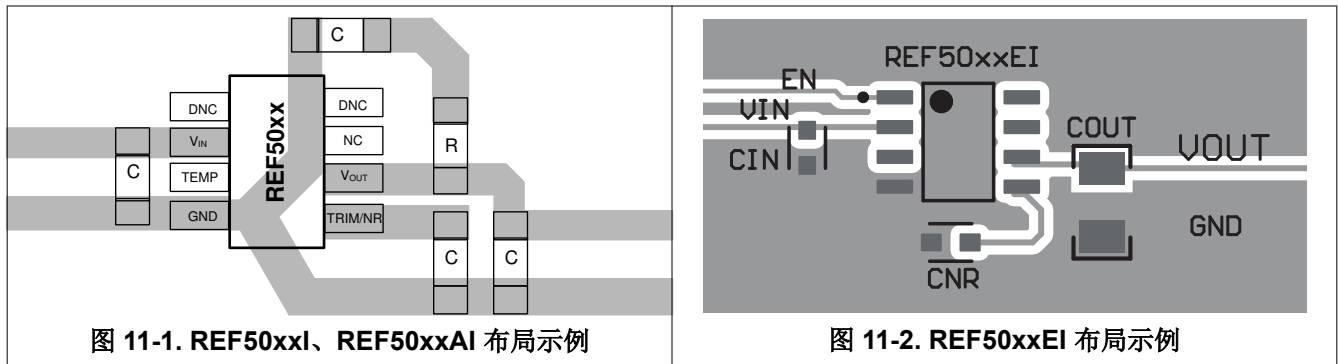 C
REF50xx
DNC
VIN
TEMP
GND
DNC
NC
VOUT
TRIM/NR
C
R
C
C
图 11-1. REF50xxI、REF50xxAI 布局示例
REF50xxEI
EN
VIN
CIN
COUT
VOUT
GND
CNR
图 11-2. REF50xxEI 布局示例